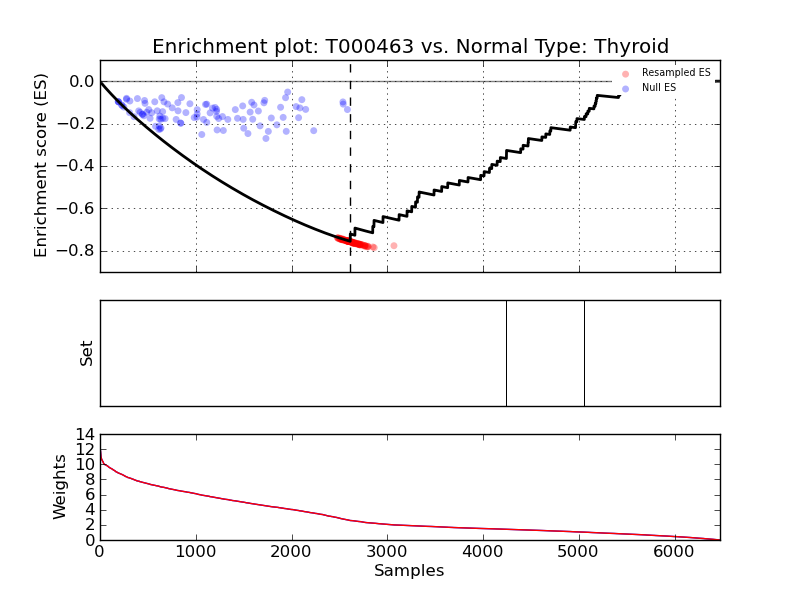 Enrichment plot: T000463 vs. Normal Type: Thyroid
Enrichment score (ES)
0.0
−0.2
−0.4
−0.6
−0.8
Resampled ES
Null ES
Set
Weights
14
12
10
8
6
4
2
0
0 1000 2000 3000 4000 5000 6000
Samples